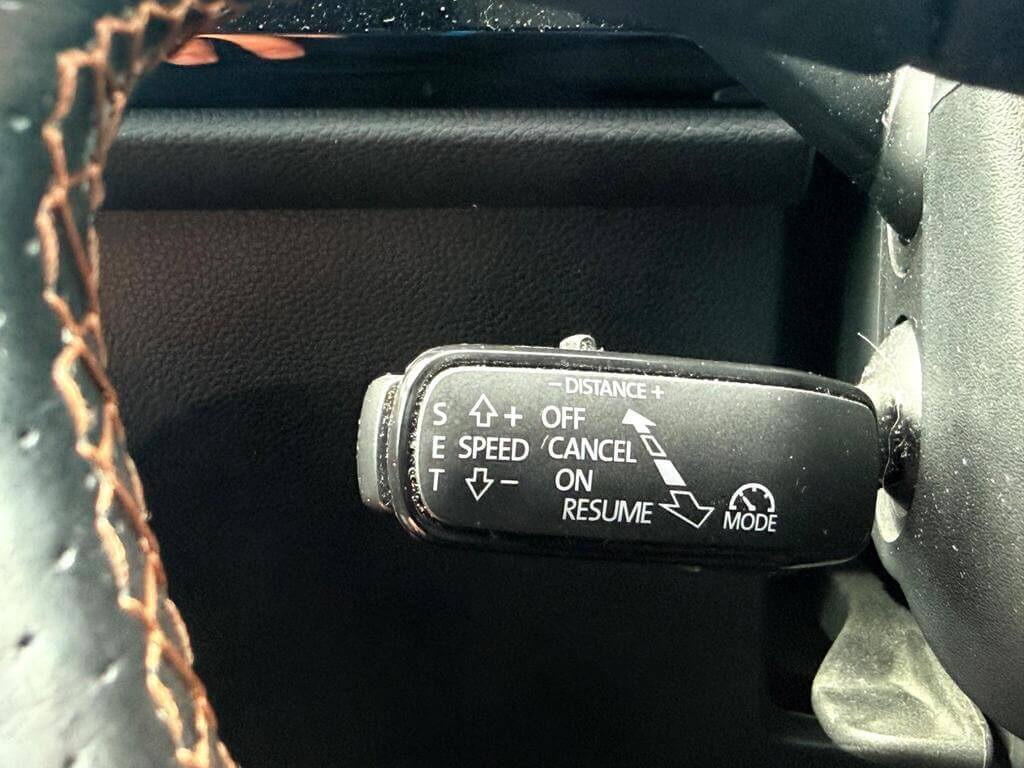 − DISTANCE +
S + OFF
E SPEED CANCEL
T − ON
RESUME
MODE